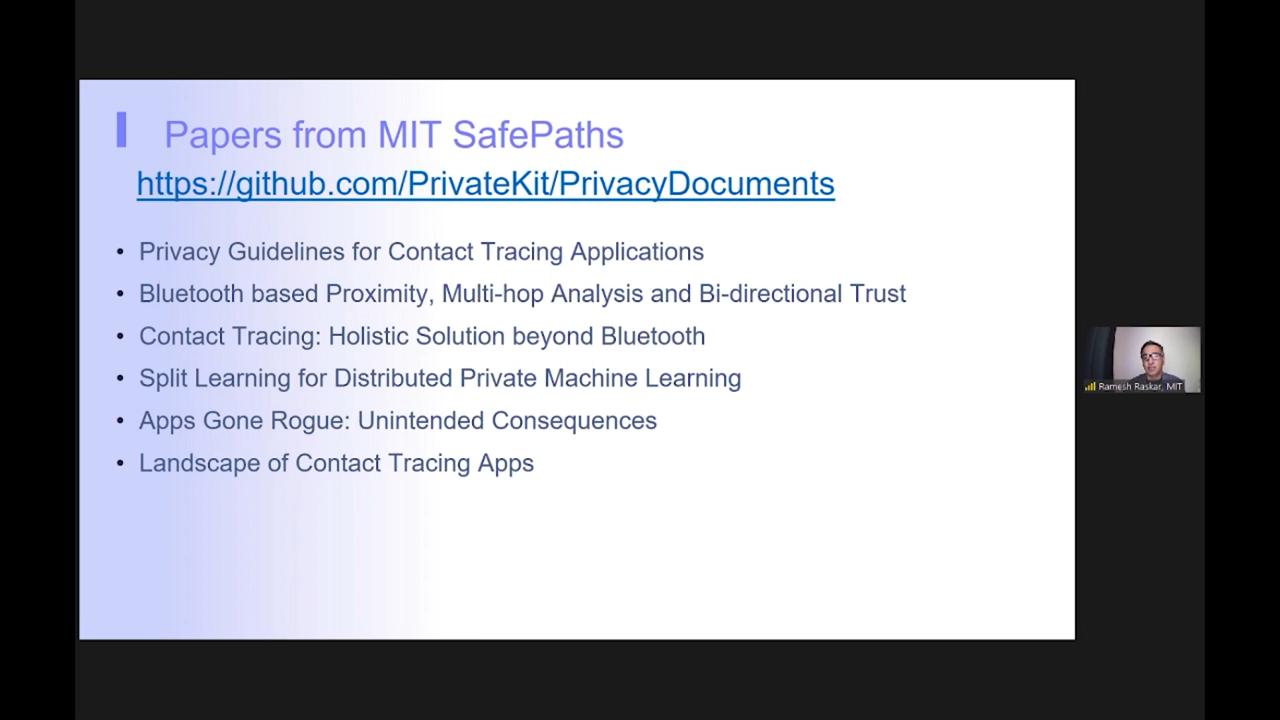 Papers from MIT SafePaths
https://github.com/PrivateKit/PrivacyDocuments
• Privacy Guidelines for Contact Tracing Applications
• Bluetooth based Proximity, Multi-hop Analysis and Bi-directional Trust
• Contact Tracing: Holistic Solution beyond Bluetooth
• Split Learning for Distributed Private Machine Learning
• Apps Gone Rogue: Unintended Consequences
• Landscape of Contact Tracing Apps
Ramesh Raskar, MIT